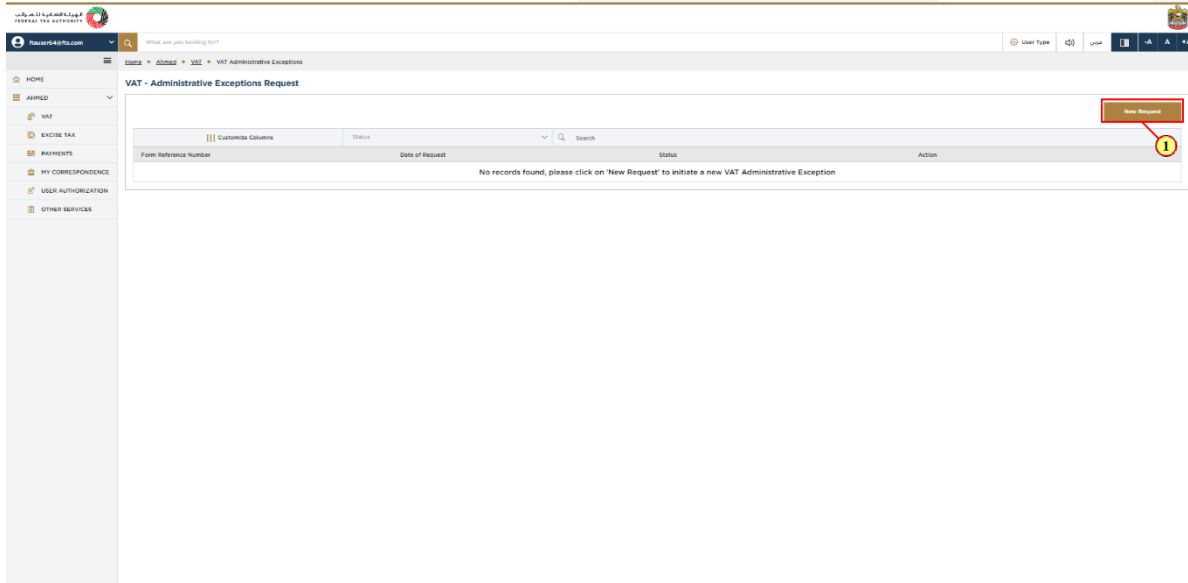 الهيئة الاتحادية للضرائب
FEDERAL TAX AUTHORITY
ftauser64@fta.com
What are you looking for?
User Type
عربي
-A A
Home Ahmed VAT VAT Administrative Exceptions
HOME
AHMED
VAT
EXCISE TAX
PAYMENTS
MY CORRESPONDENCE
USER AUTHORIZATION
OTHER SERVICES
VAT - Administrative Exceptions Request
New Request
1
Customize Columns Status Search
Form Reference Number Date of Request Status Action
No records found, please click on 'New Request' to initiate a new VAT Administrative Exception